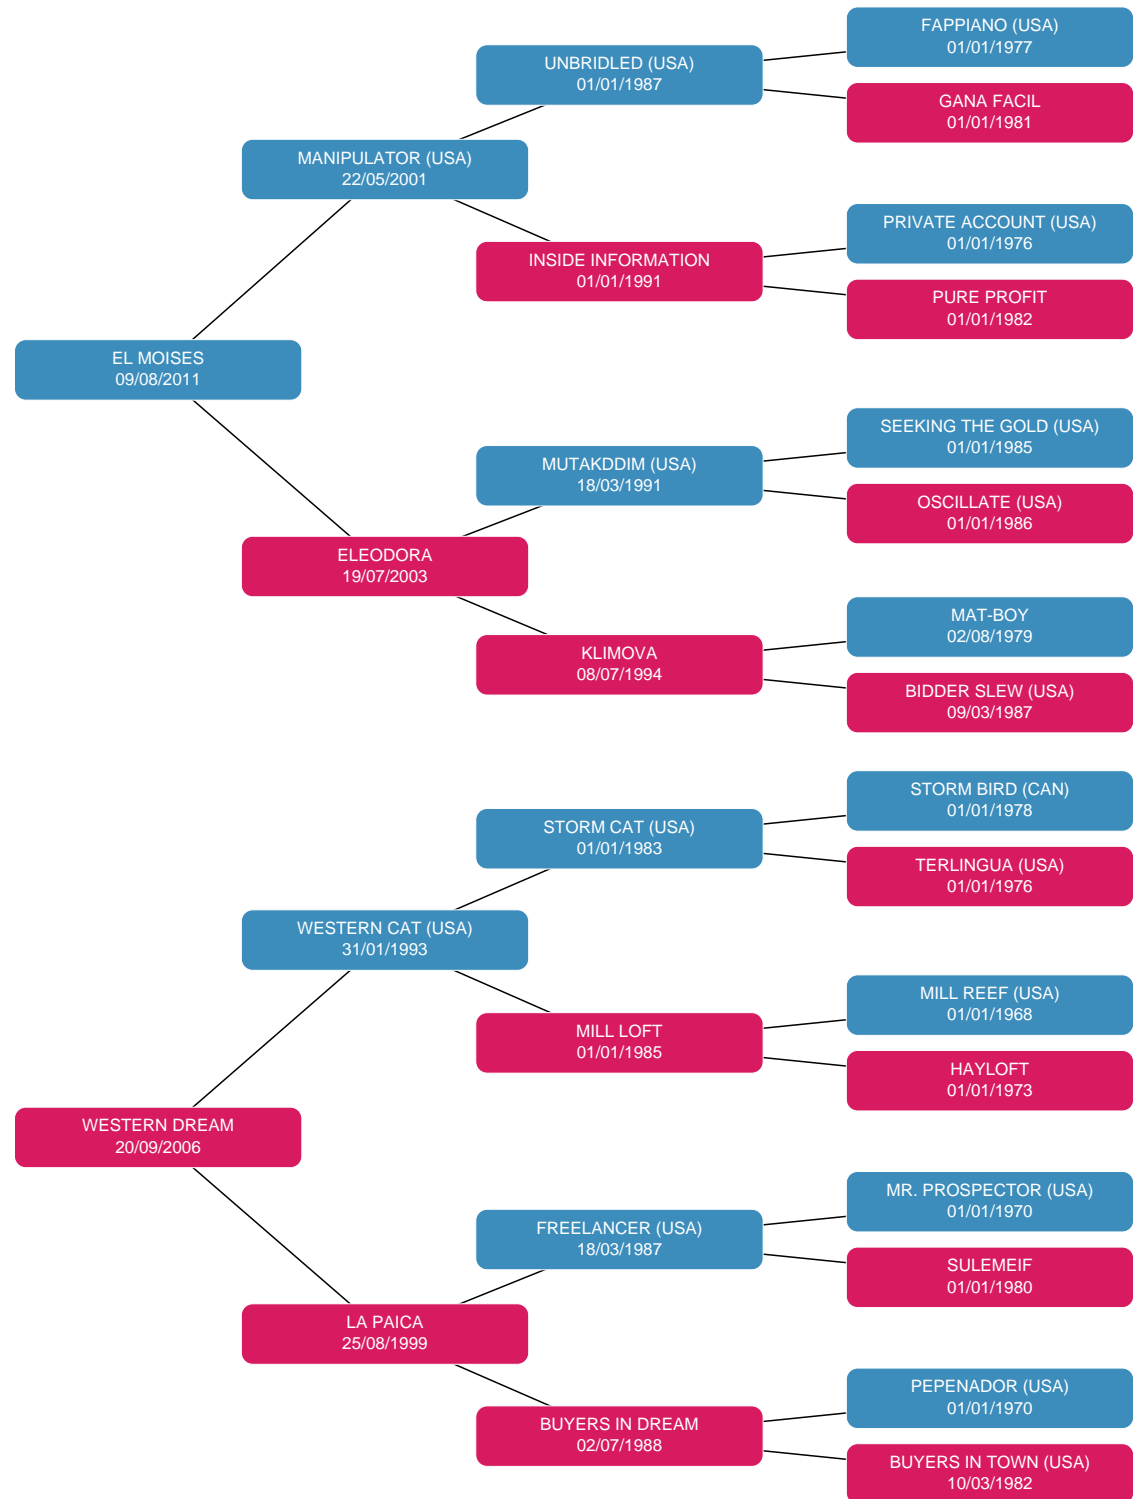 FAPPIANO (USA)
01/01/1977
UNBRIDLED (USA)
01/01/1987
GANA FACIL
01/01/1981
MANIPULATOR (USA)
22/05/2001
PRIVATE ACCOUNT (USA)
01/01/1976
INSIDE INFORMATION
01/01/1991
PURE PROFIT
01/01/1982
EL MOISES
09/08/2011
SEEKING THE GOLD (USA)
01/01/1985
MUTAKDDIM (USA)
18/03/1991
OSCILLATE (USA)
01/01/1986
ELEODORA
19/07/2003
MAT-BOY
02/08/1979
KLIMOVA
08/07/1994
BIDDER SLEW (USA)
09/03/1987
STORM BIRD (CAN)
01/01/1978
STORM CAT (USA)
01/01/1983
TERLINGUA (USA)
01/01/1976
WESTERN CAT (USA)
31/01/1993
MILL REEF (USA)
01/01/1968
MILL LOFT
01/01/1985
HAYLOFT
01/01/1973
WESTERN DREAM
20/09/2006
MR. PROSPECTOR (USA)
01/01/1970
FREELANCER (USA)
18/03/1987
SULEMEIF
01/01/1980
LA PAICA
25/08/1999
PEPENADOR (USA)
01/01/1970
BUYERS IN DREAM
02/07/1988
BUYERS IN TOWN (USA)
10/03/1982